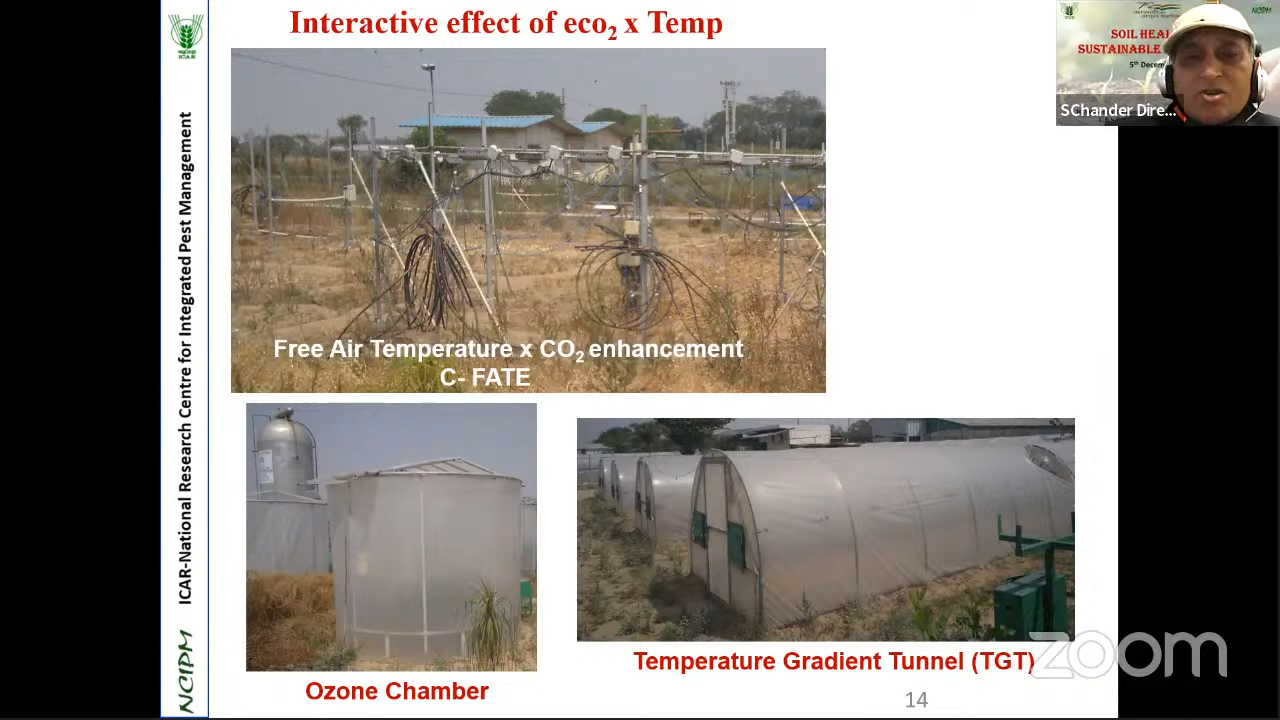 Interactive effect of eco₂ x Temp
ICAR
ICAR-National Research Centre for Integrated Pest Management
NCIPM
Free Air Temperature x CO₂ enhancement
C- FATE
Ozone Chamber
Temperature Gradient Tunnel (TGT)
14
NCIPM
SOIL HEAL
SUSTAINABLE
5th Decem
SChander Dire...
zoom